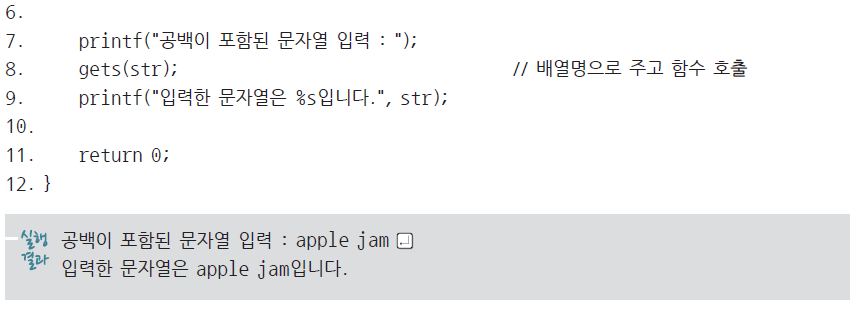 6.
7. printf("공백이 포함된 문자열 입력 : ");
8. gets(str); // 배열명으로 주고 함수 호출
9. printf("입력한 문자열은 %s입니다.", str);
10.
11. return 0;
12. }
실행결과
공백이 포함된 문자열 입력 : apple jam
입력한 문자열은 apple jam입니다.